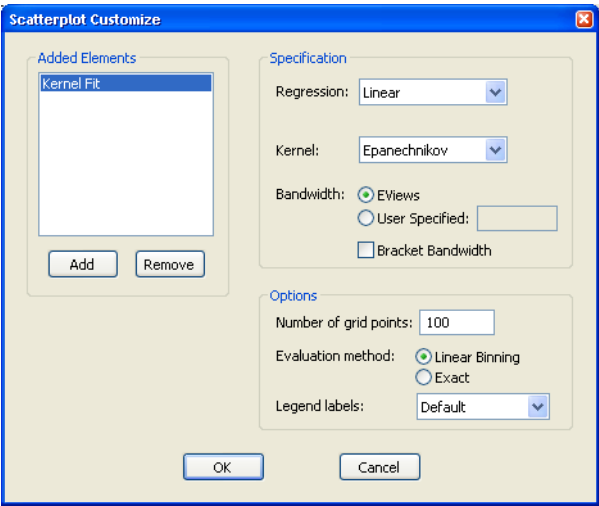 Scatterplot Customize
Added Elements
Kernel Fit
Add
Remove
Specification
Regression: Linear
Kernel: Epanechnikov
Bandwidth: EViews
User Specified:
Bracket Bandwidth
Options
Number of grid points: 100
Evaluation method: Linear Binning
Exact
Legend labels: Default
OK
Cancel